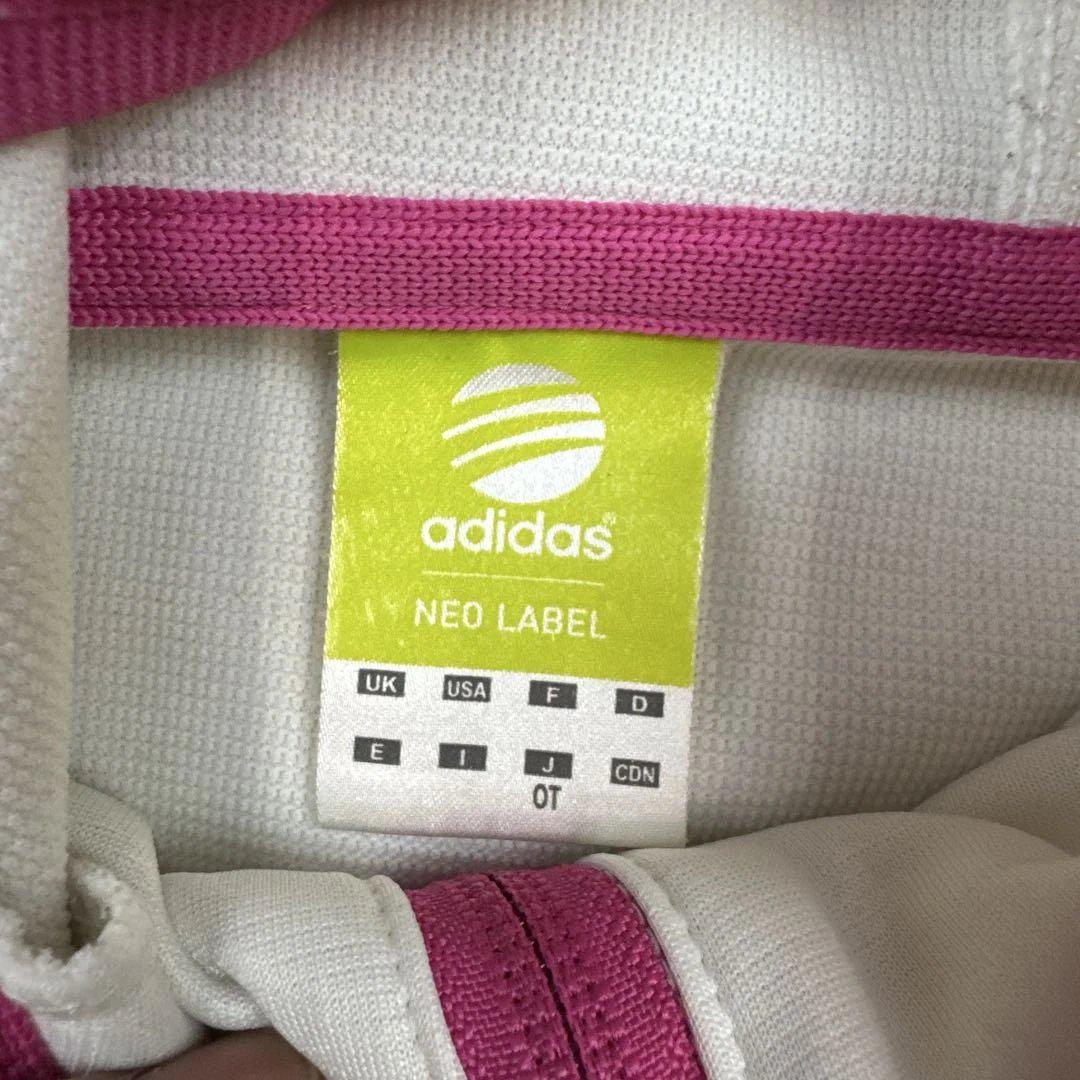 adidas®
NEO LABEL
UK USA F D
E I J CDN
OT